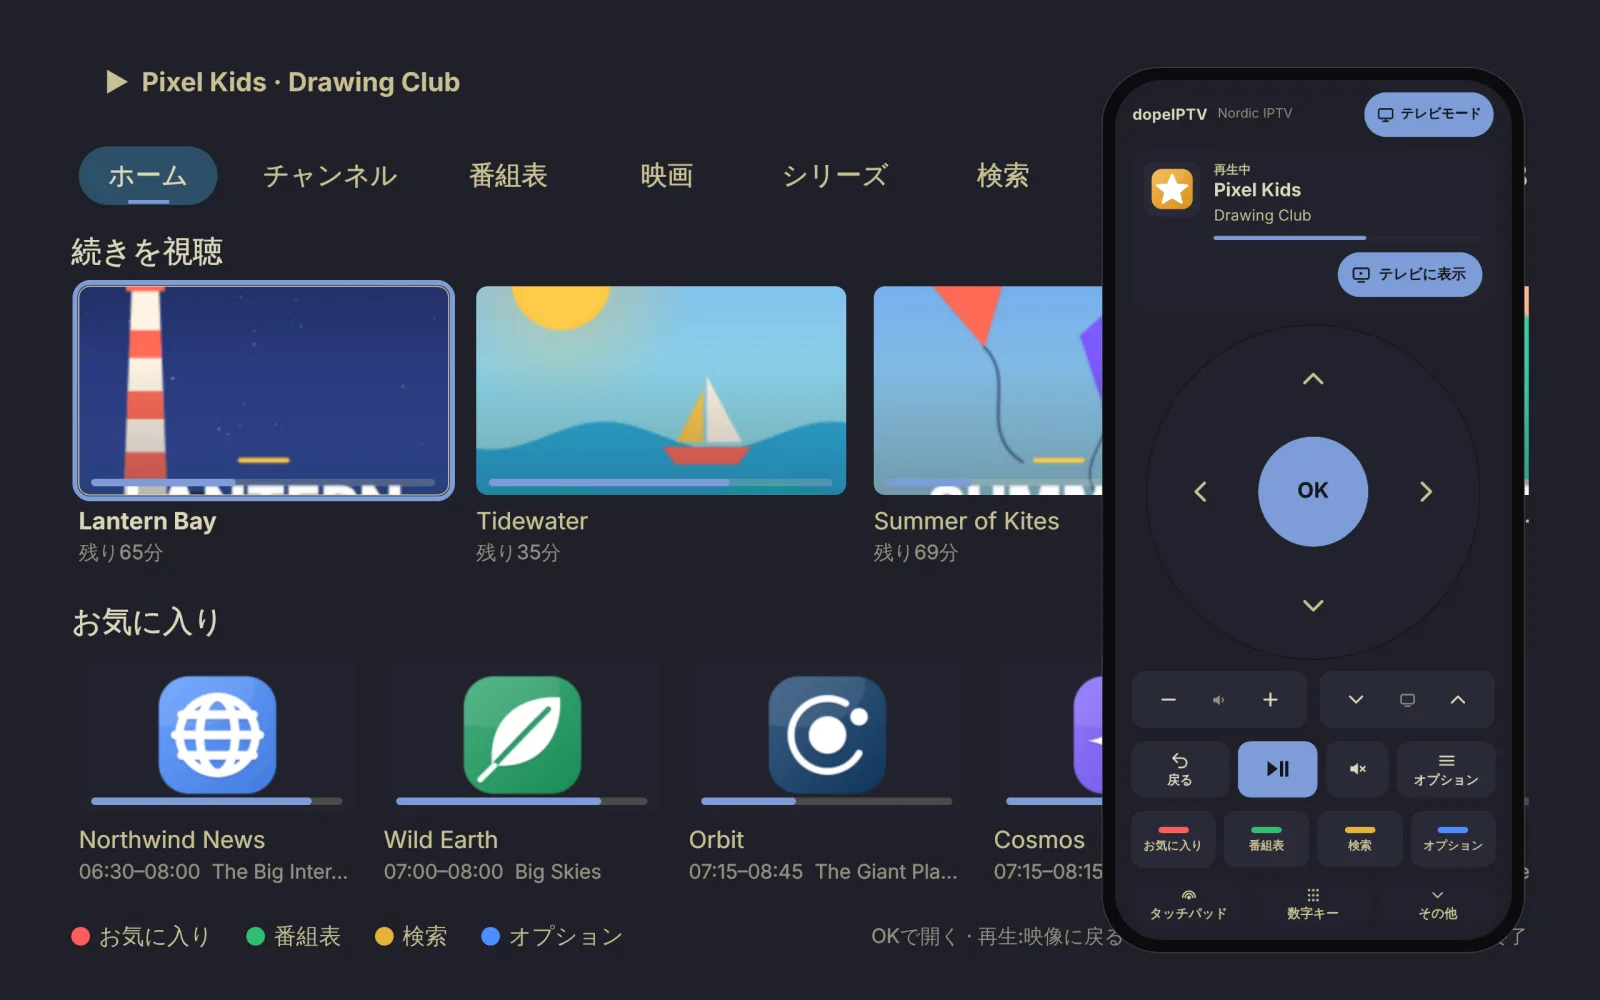 Pixel Kids · Drawing Club
ホーム
チャンネル
番組表
映画
シリーズ
検索
続きを視聴
LANTERN
Lantern Bay
残り65分
Tidewater
残り35分
Summer of Kites
残り69分
お気に入り
Northwind News
06:30–08:00 The Big Inter...
Wild Earth
07:00–08:00 Big Skies
Orbit
07:15–08:45 The Giant Pla...
Cosmos
07:15–08:15
お気に入り
番組表
検索
オプション
OKで開く · 再生:映像に戻る
dopeIPTV Nordic IPTV
テレビモード
再生中
Pixel Kids
Drawing Club
テレビに表示
OK
戻る
オプション
お気に入り
番組表
検索
オプション
タッチパッド
数字キー
その他